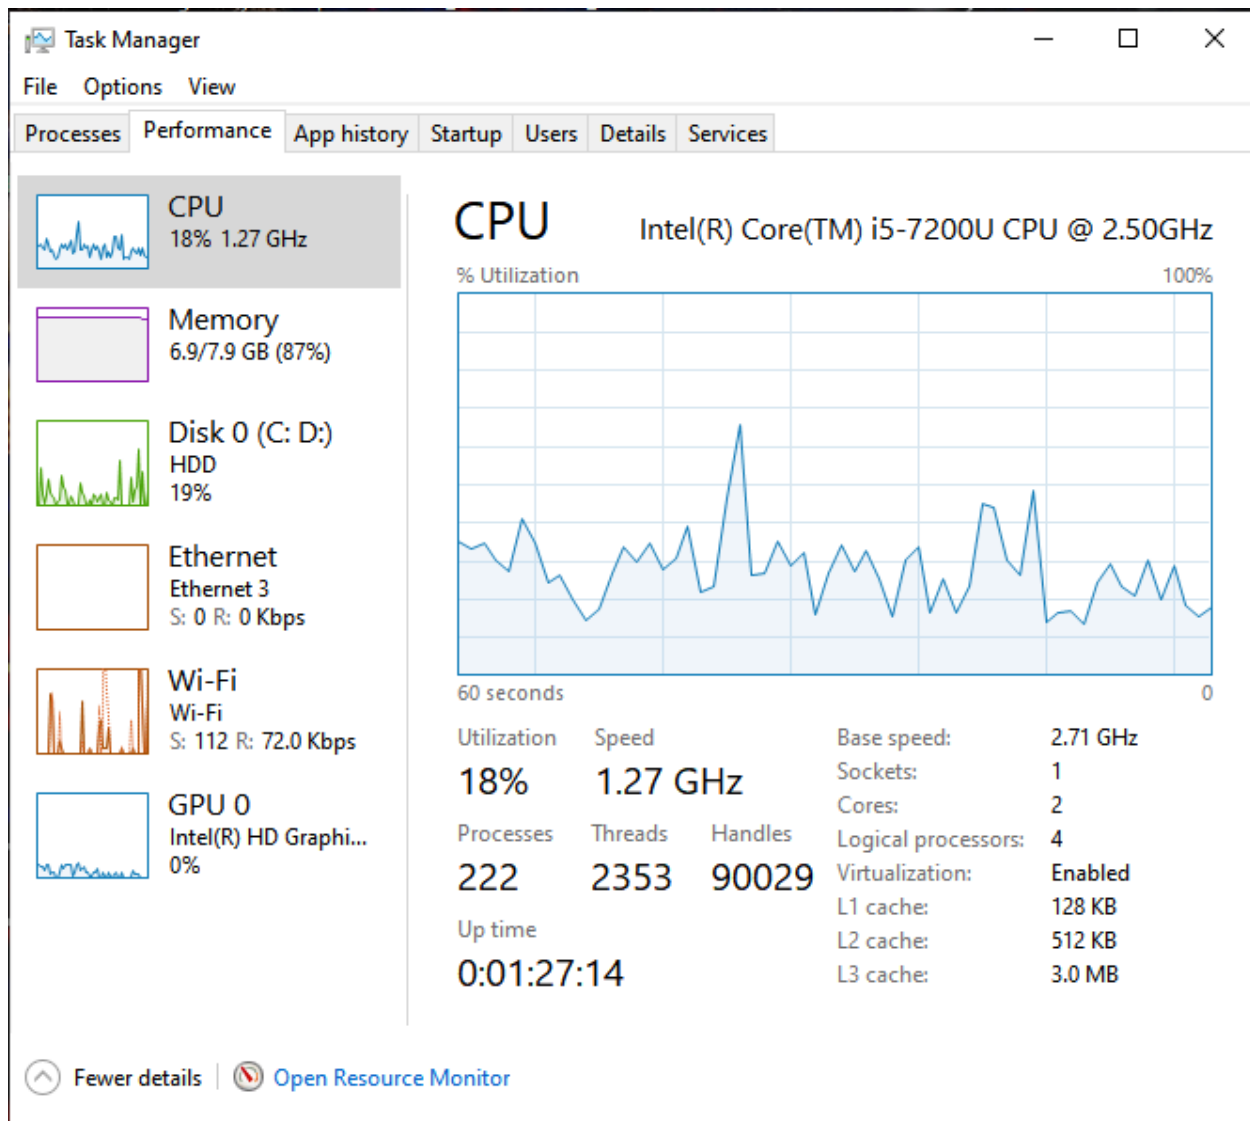 Task Manager
File Options View
Processes Performance App history Startup Users Details Services
CPU
18% 1.27 GHz
Memory
6.9/7.9 GB (87%)
Disk 0 (C: D:)
HDD
19%
Ethernet
Ethernet 3
S: 0 R: 0 Kbps
Wi-Fi
Wi-Fi
S: 112 R: 72.0 Kbps
GPU 0
Intel(R) HD Graphi...
0%
CPU Intel(R) Core(TM) i5-7200U CPU @ 2.50GHz
% Utilization 100%
60 seconds 0
Utilization Speed
18% 1.27 GHz
Processes Threads Handles
222 2353 90029
Up time
0:01:27:14
Base speed: 2.71 GHz
Sockets: 1
Cores: 2
Logical processors: 4
Virtualization: Enabled
L1 cache: 128 KB
L2 cache: 512 KB
L3 cache: 3.0 MB
Fewer details Open Resource Monitor